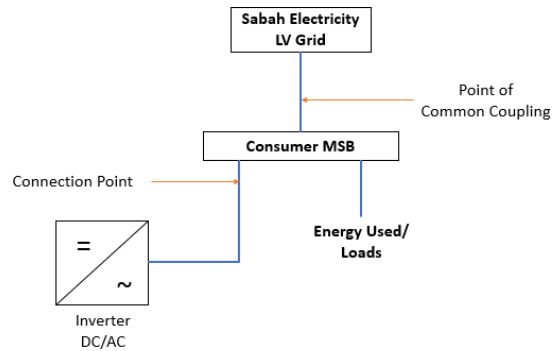 Sabah Electricity
LV Grid
Point of
Common Coupling
Consumer MSB
Connection Point
Energy Used/
Loads
=
~
Inverter
DC/AC